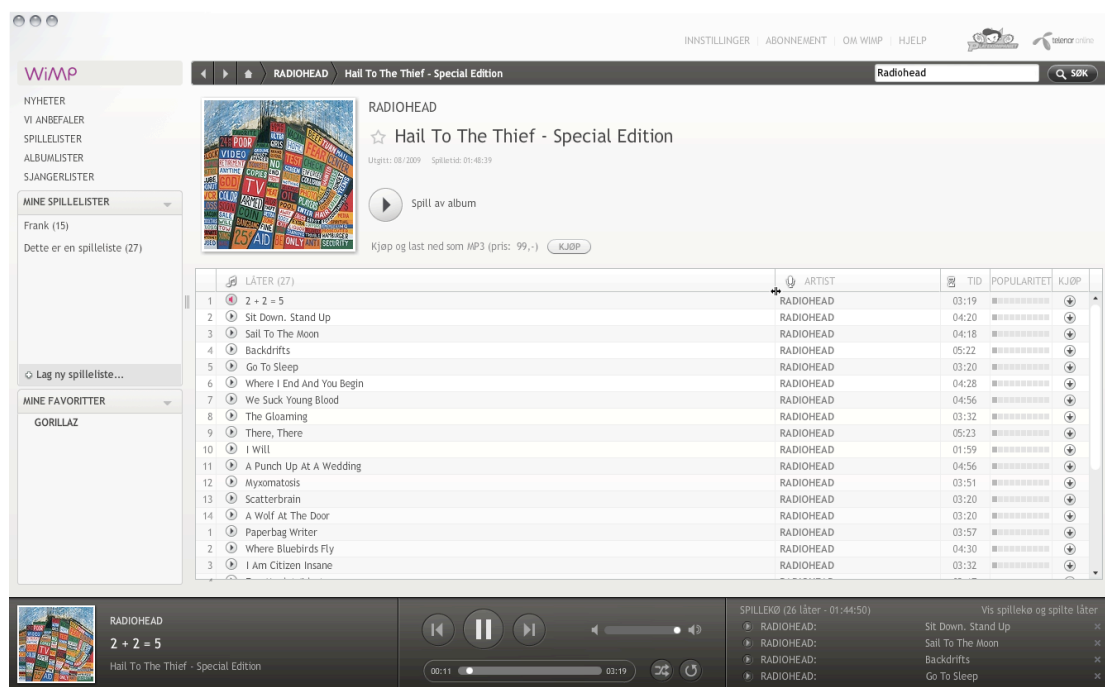 INNSTILLINGER | ABONNEMENT | OM WIMP | HJELP
telenor online
WiMP
RADIOHEAD Hail To The Thief - Special Edition
Radiohead
SØK
NYHETER
VI ANBEFALER
SPILLELISTER
ALBUMLISTER
SJANGERLISTER
MINE SPILLELISTER
Frank (15)
Dette er en spilleliste (27)
Lag ny spilleliste...
MINE FAVORITTER
GORILLAZ
RADIOHEAD
Hail To The Thief - Special Edition
Utgitt: 08/2009 Spilletid: 01:48:39
Spill av album
Kjøp og last ned som MP3 (pris: 99,-) KJØP
LÅTER (27) ARTIST TID POPULARITET KJØP
1 2 + 2 = 5 RADIOHEAD 03:19
2 Sit Down. Stand Up RADIOHEAD 04:20
3 Sail To The Moon RADIOHEAD 04:18
4 Backdrifts RADIOHEAD 05:22
5 Go To Sleep RADIOHEAD 03:20
6 Where I End And You Begin RADIOHEAD 04:28
7 We Suck Young Blood RADIOHEAD 04:56
8 The Gloaming RADIOHEAD 03:32
9 There, There RADIOHEAD 05:23
10 I Will RADIOHEAD 01:59
11 A Punch Up At A Wedding RADIOHEAD 04:56
12 Myxomatosis RADIOHEAD 03:51
13 Scatterbrain RADIOHEAD 03:20
14 A Wolf At The Door RADIOHEAD 03:20
1 Paperbag Writer RADIOHEAD 03:57
2 Where Bluebirds Fly RADIOHEAD 04:30
3 I Am Citizen Insane RADIOHEAD 03:32
RADIOHEAD
2 + 2 = 5
Hail To The Thief - Special Edition
00:11 03:19
SPILLEKØ (26 låter - 01:44:50) Vis spillekø og spilte låter
RADIOHEAD: Sit Down. Stand Up
RADIOHEAD: Sail To The Moon
RADIOHEAD: Backdrifts
RADIOHEAD: Go To Sleep